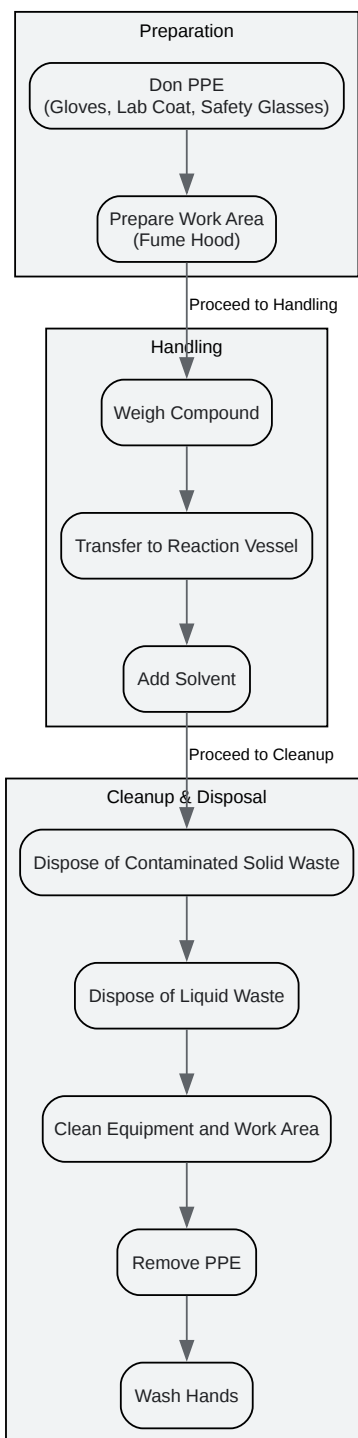 Preparation
Don PPE
(Gloves, Lab Coat, Safety Glasses)
Prepare Work Area
(Fume Hood)
Proceed to Handling
Handling
Weigh Compound
Transfer to Reaction Vessel
Add Solvent
Proceed to Cleanup
Cleanup & Disposal
Dispose of Contaminated Solid Waste
Dispose of Liquid Waste
Clean Equipment and Work Area
Remove PPE
Wash Hands